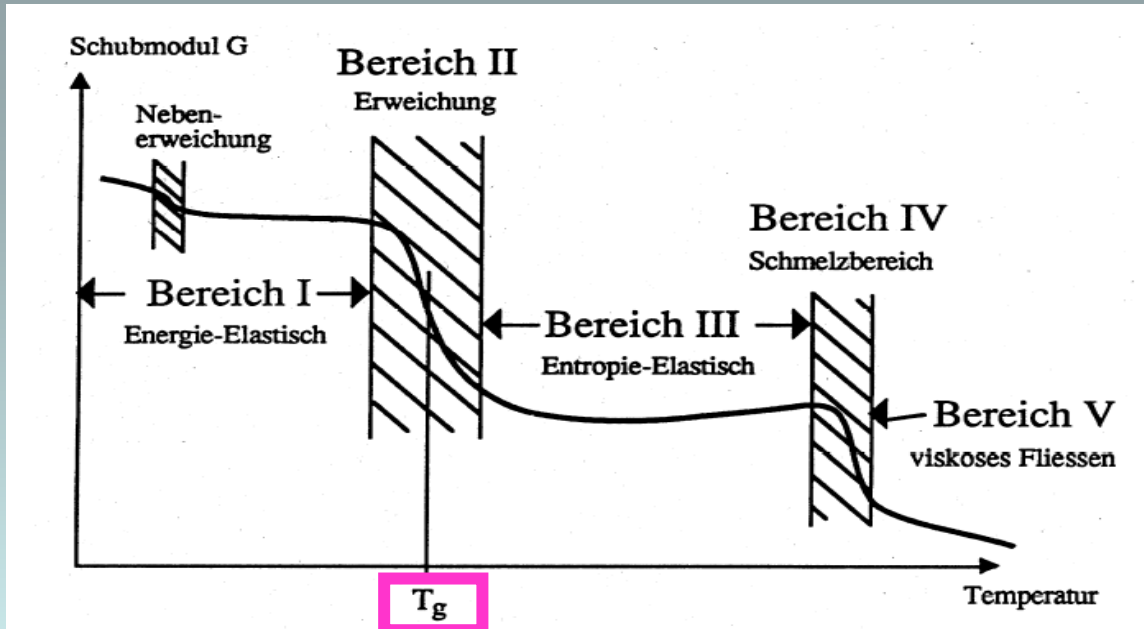 Schubmodul G
Bereich II
Erweichung
Neben-
erweichung
Bereich IV
Schmelzbereich
Bereich I
Energie-Elastisch
Bereich III
Entropie-Elastisch
Bereich V
viskoses Fliessen
Tg
Temperatur